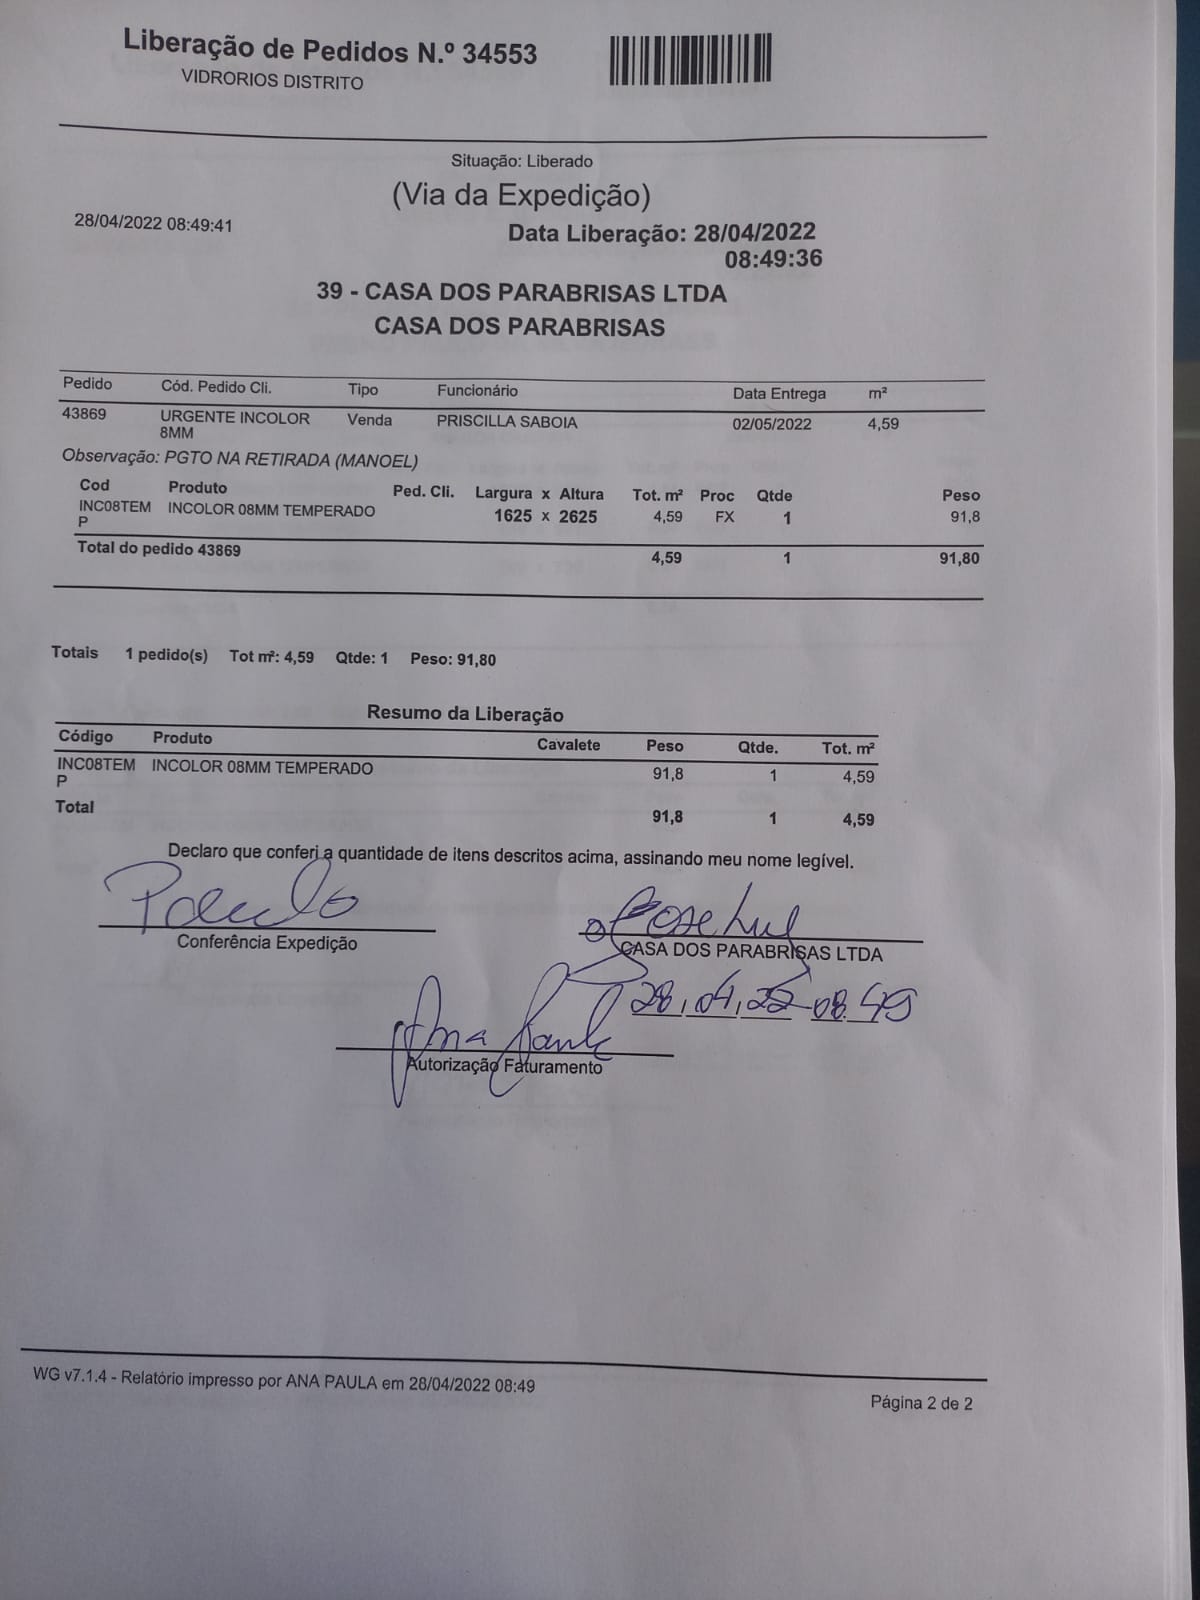 Liberação de Pedidos N.º 34553
VIDRORIOS DISTRITO
Situação: Liberado
(Via da Expedição)
28/04/2022 08:49:41
Data Liberação: 28/04/2022
08:49:36
39 - CASA DOS PARABRISAS LTDA
CASA DOS PARABRISAS
Pedido Cód. Pedido Cli. Tipo Funcionário Data Entrega m²
43869 URGENTE INCOLOR Venda PRISCILLA SABOIA 02/05/2022 4,59
8MM
Observação: PGTO NA RETIRADA (MANOEL)
Cod Produto Ped. Cli. Largura x Altura Tot. m² Proc Qtde Peso
INC08TEM INCOLOR 08MM TEMPERADO 1625 x 2625 4,59 FX 1 91,8
P
Total do pedido 43869 4,59 1 91,80
Totais 1 pedido(s) Tot m²: 4,59 Qtde: 1 Peso: 91,80
Resumo da Liberação
Código Produto Cavalete Peso Qtde. Tot. m²
INC08TEM INCOLOR 08MM TEMPERADO 91,8 1 4,59
P
Total 91,8 1 4,59
Declaro que conferi a quantidade de itens descritos acima, assinando meu nome legível.
Conferência Expedição
CASA DOS PARABRISAS LTDA
28,04,22 08:49
Ana
Autorização Faturamento
WG v7.1.4 - Relatório impresso por ANA PAULA em 28/04/2022 08:49
Página 2 de 2